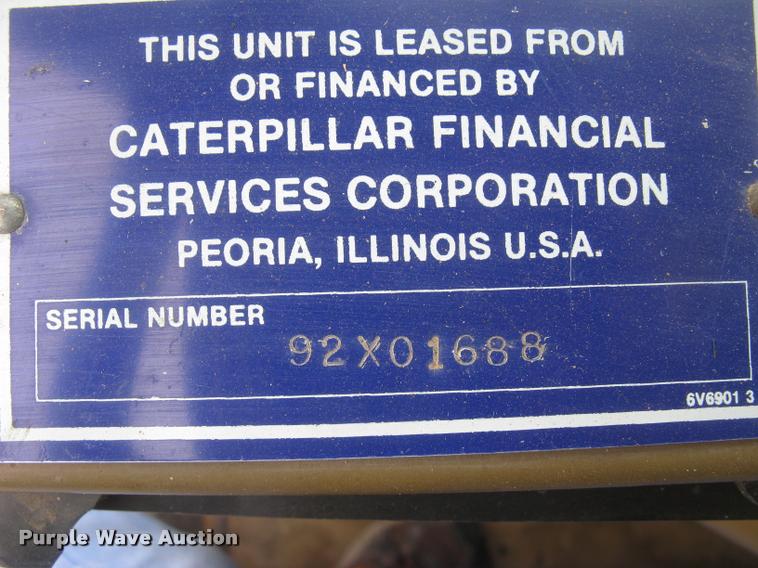 THIS UNIT IS LEASED FROM
OR FINANCED BY
CATERPILLAR FINANCIAL
SERVICES CORPORATION
PEORIA, ILLINOIS U.S.A.
SERIAL NUMBER
92X01688
6V6901 3
Purple Wave Auction